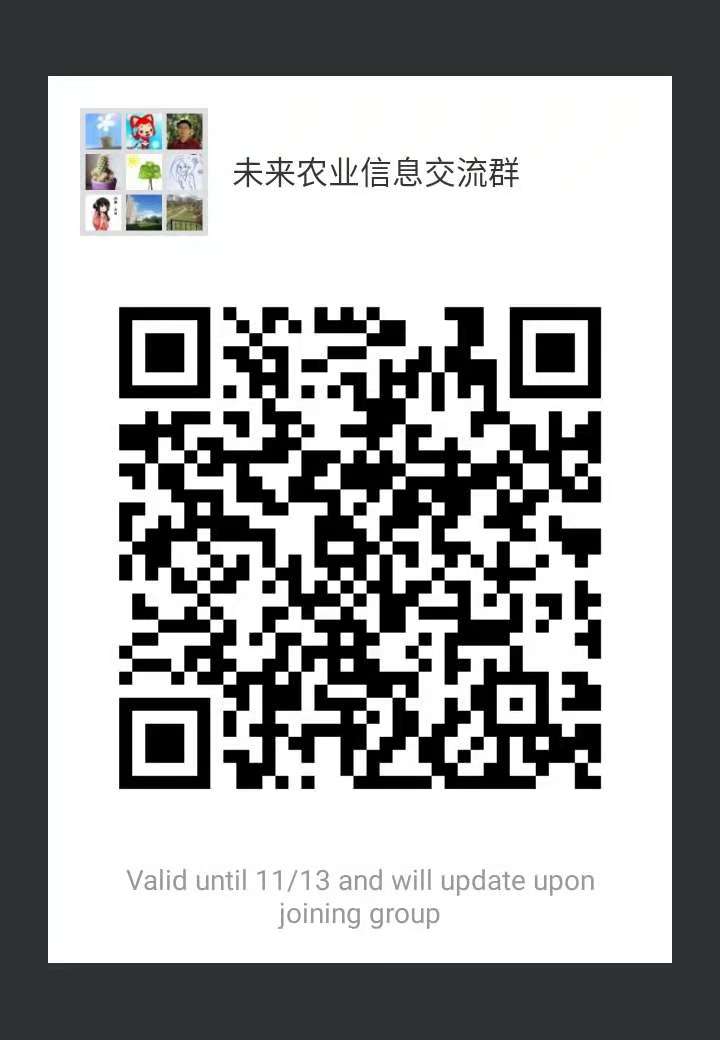 未来农业信息交流群
Valid until 11/13 and will update upon
joining group